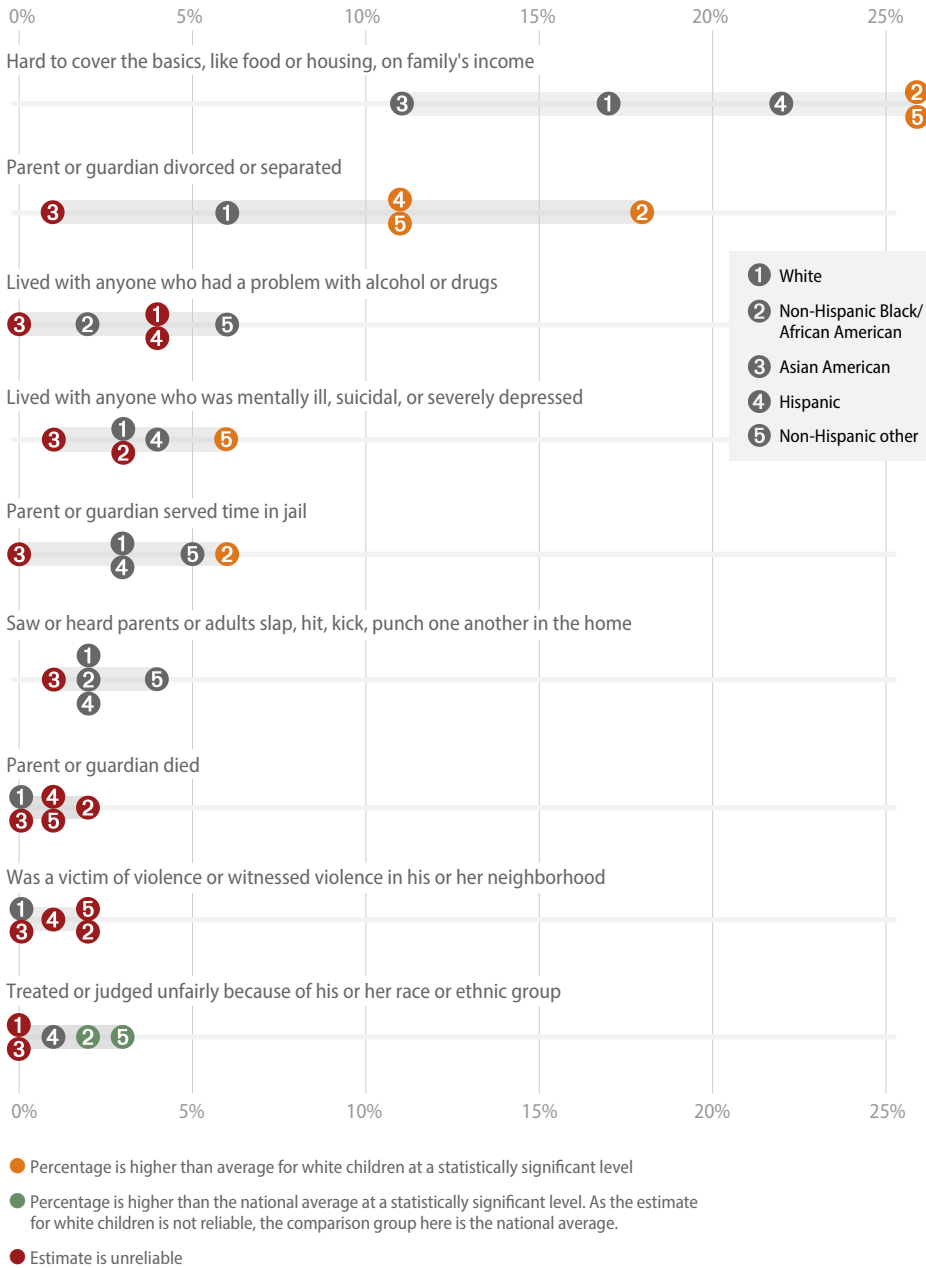 0% 5% 10% 15% 20% 25%
Hard to cover the basics, like food or housing, on family's income
3 1 4 2 5
Parent or guardian divorced or separated
3 1 4 5 2
Lived with anyone who had a problem with alcohol or drugs
3 2 1 4 5
1 White
2 Non-Hispanic Black/
African American
3 Asian American
4 Hispanic
5 Non-Hispanic other
Lived with anyone who was mentally ill, suicidal, or severely depressed
3 1 2 4 5
Parent or guardian served time in jail
3 1 4 5 2
Saw or heard parents or adults slap, hit, kick, punch one another in the home
3 1 2 4 5
Parent or guardian died
1 3 4 5 2
Was a victim of violence or witnessed violence in his or her neighborhood
1 3 4 5 2
Treated or judged unfairly because of his or her race or ethnic group
1 3 4 2 5
0% 5% 10% 15% 20% 25%
Percentage is higher than average for white children at a statistically significant level
Percentage is higher than the national average at a statistically significant level. As the estimate
for white children is not reliable, the comparison group here is the national average.
Estimate is unreliable